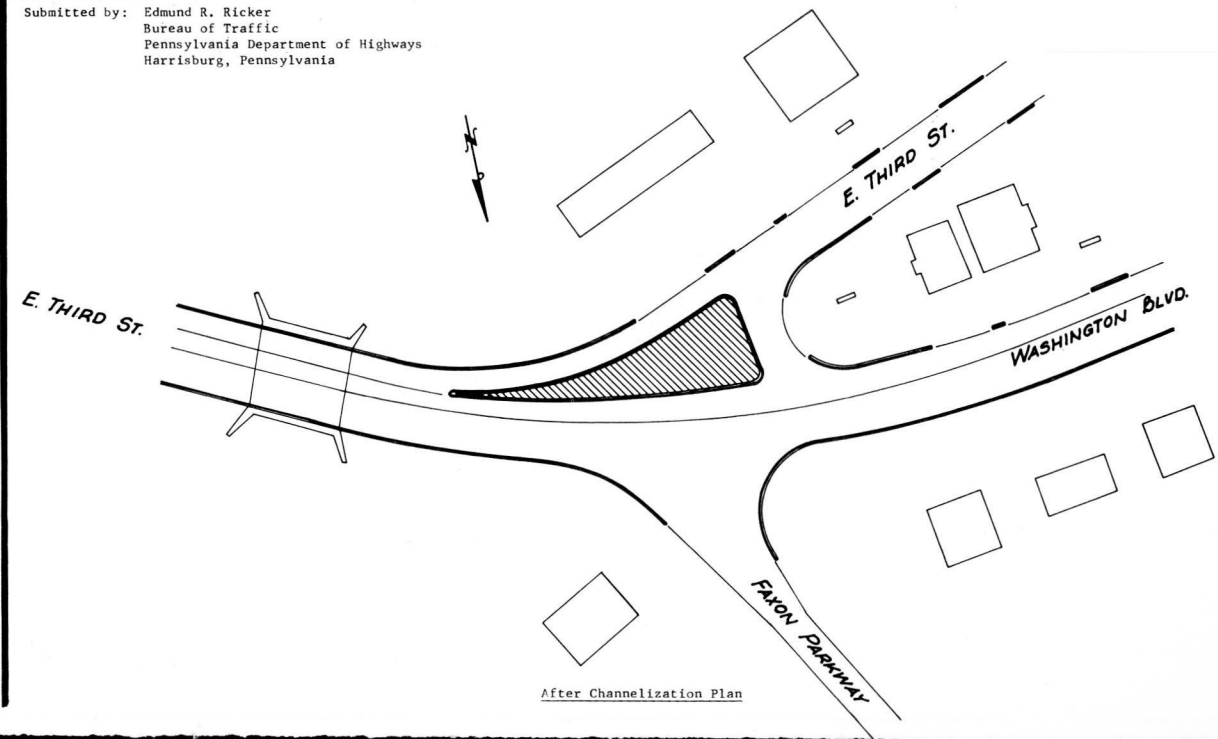 Submitted by: Edmund R. Ricker
Bureau of Traffic
Pennsylvania Department of Highways
Harrisburg, Pennsylvania
N
E. THIRD ST.
E. THIRD ST.
WASHINGTON BLVD.
FAXON PARKWAY
After Channelization Plan